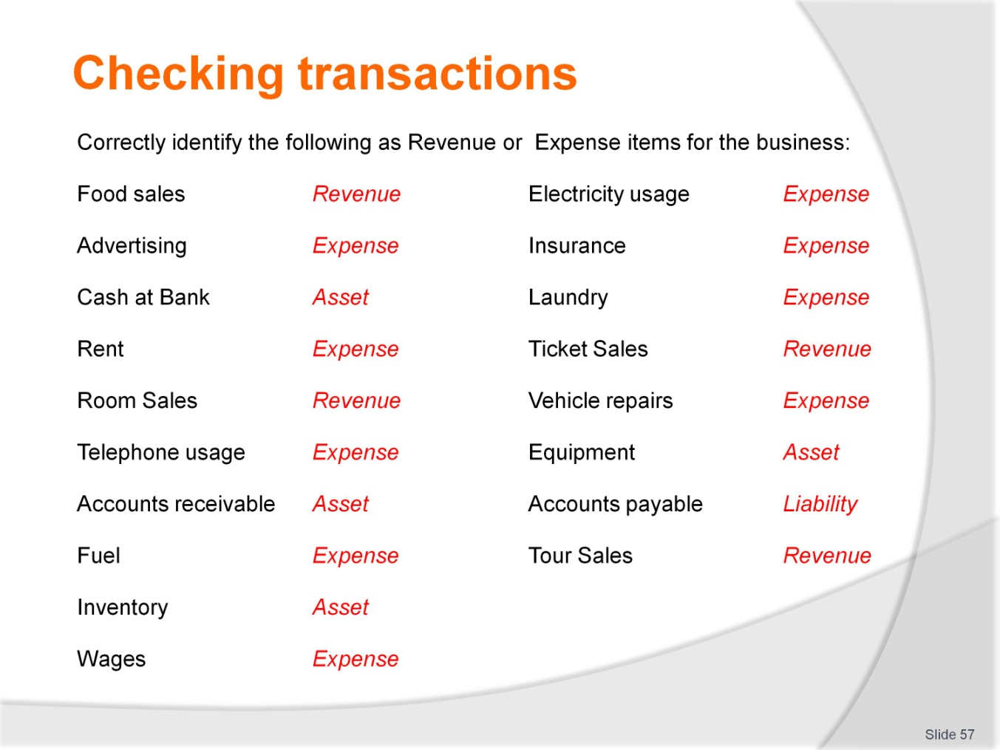 Checking transactions
Correctly identify the following as Revenue or  Expense items for the business:
Food sales Revenue Electricity usage Expense
Advertising Expense Insurance Expense
Cash at Bank Asset Laundry Expense
Rent Expense Ticket Sales Revenue
Room Sales Revenue Vehicle repairs Expense
Telephone usage Expense Equipment Asset
Accounts receivable Asset Accounts payable Liability
Fuel Expense Tour Sales Revenue
Inventory Asset
Wages Expense
Slide 57